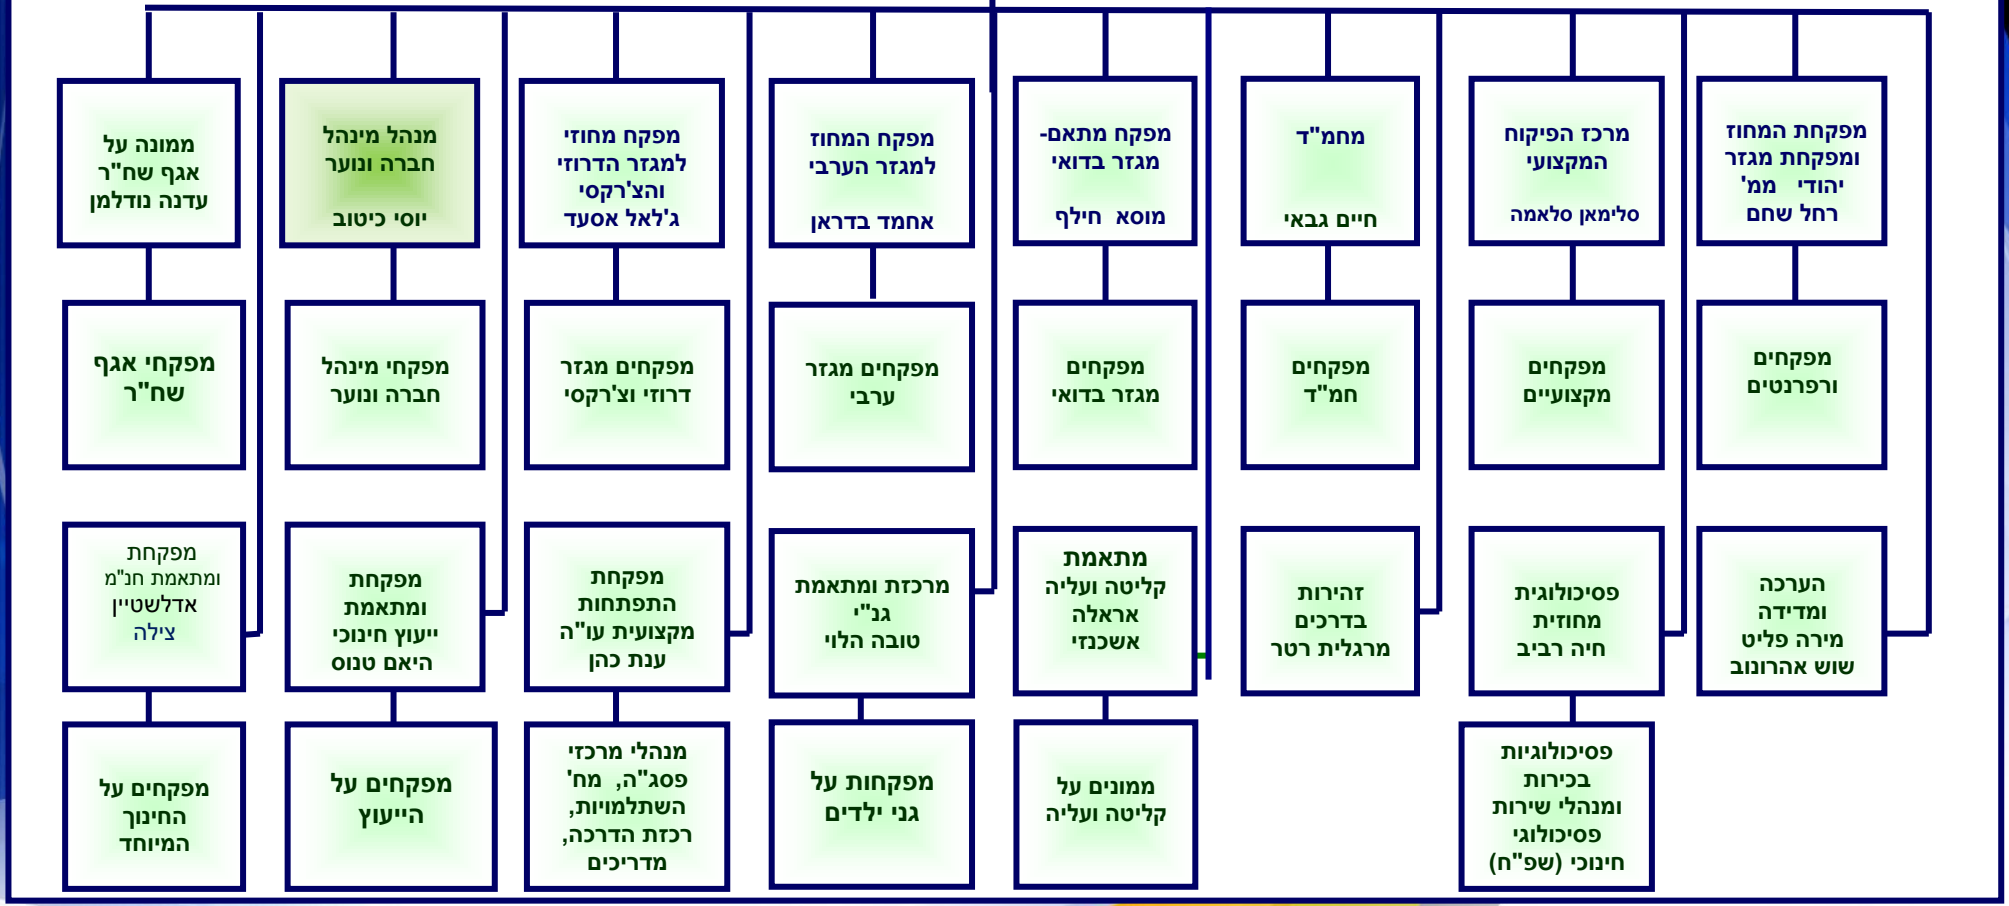 מפקחת המחוז
ומפקחת מגזר
יהודי ממ'
רחל שחם
מרכז הפיקוח
המקצועי
סלימאן סלאמה
מחמ"ד
חיים גבאי
מפקח מתאם-
מגזר בדואי
מוסא חילף
מפקח המחוז
למגזר הערבי
אחמד בדראן
מפקח מחוזי
למגזר הדרוזי
והצ'רקסי
ג'לאל אסעד
מנהל מינהל
חברה ונוער
יוסי כיטוב
ממונה על
אגף שח"ר
עדנה נודלמן
מפקחים
ורפרנטים
מפקחים
מקצועיים
מפקחים
חמ"ד
מפקחים
מגזר בדואי
מפקחים מגזר
ערבי
מפקחים מגזר
דרוזי וצ'רקסי
מפקחי מינהל
חברה ונוער
מפקחי אגף
שח"ר
הערכה
ומדידה
מירה פליט
שוש אהרונוב
פסיכולוגית
מחוזית
חיה רביב
זהירות
בדרכים
מרגלית רטר
מתאמת
קליטה ועליה
אראלה
אשכנזי
מרכזת ומתאמת
גנ"י
טובה הלוי
מפקחת
התפתחות
מקצועית עו"ה
ענת כהן
מפקחת
ומתאמת
ייעוץ חינוכי
היאם טנוס
מפקחת
ומתאמת חנ"מ
אדלשטיין
צילה
פסיכולוגיות
בכירות
ומנהלי שירות
פסיכולוגי
חינוכי (שפ"ח)
ממונים על
קליטה ועליה
מפקחות על
גני ילדים
מנהלי מרכזי
פסג"ה, מח'
השתלמויות,
רכזת הדרכה,
מדריכים
מפקחים על
הייעוץ
מפקחים על
החינוך
המיוחד